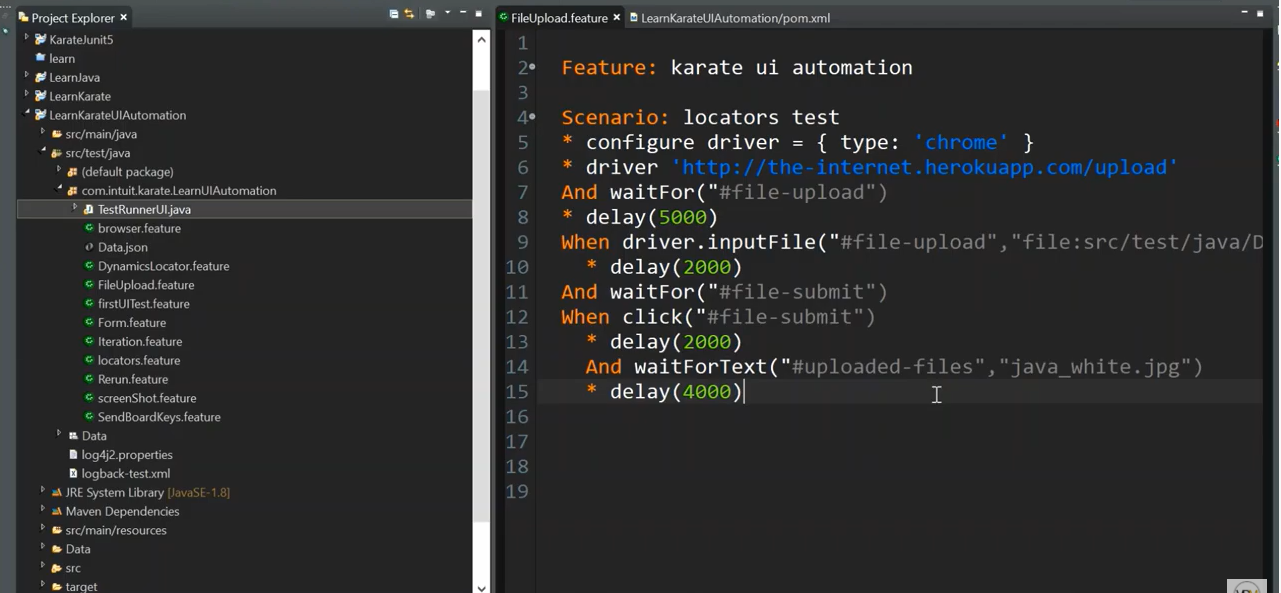 Project Explorer
KarateJunit5
learn
LearnJava
LearnKarate
LearnKarateUIAutomation
src/main/java
src/test/java
(default package)
com.intuit.karate.LearnUIAutomation
TestRunnerUI.java
browser.feature
Data.json
DynamicsLocator.feature
FileUpload.feature
firstUITest.feature
Form.feature
Iteration.feature
locators.feature
Rerun.feature
screenShot.feature
SendBoardKeys.feature
Data
log4j2.properties
logback-test.xml
JRE System Library [JavaSE-1.8]
Maven Dependencies
src/main/resources
Data
src
target
FileUpload.feature LearnKarateUIAutomation/pom.xml
1
2 Feature: karate ui automation
3
4 Scenario: locators test
5 * configure driver = { type: 'chrome' }
6 * driver 'http://the-internet.herokuapp.com/upload'
7 And waitFor("#file-upload")
8 * delay(5000)
9 When driver.inputFile("#file-upload","file:src/test/java/D
10 * delay(2000)
11 And waitFor("#file-submit")
12 When click("#file-submit")
13 * delay(2000)
14 And waitForText("#uploaded-files","java_white.jpg")
15 * delay(4000)
16
17
18
19